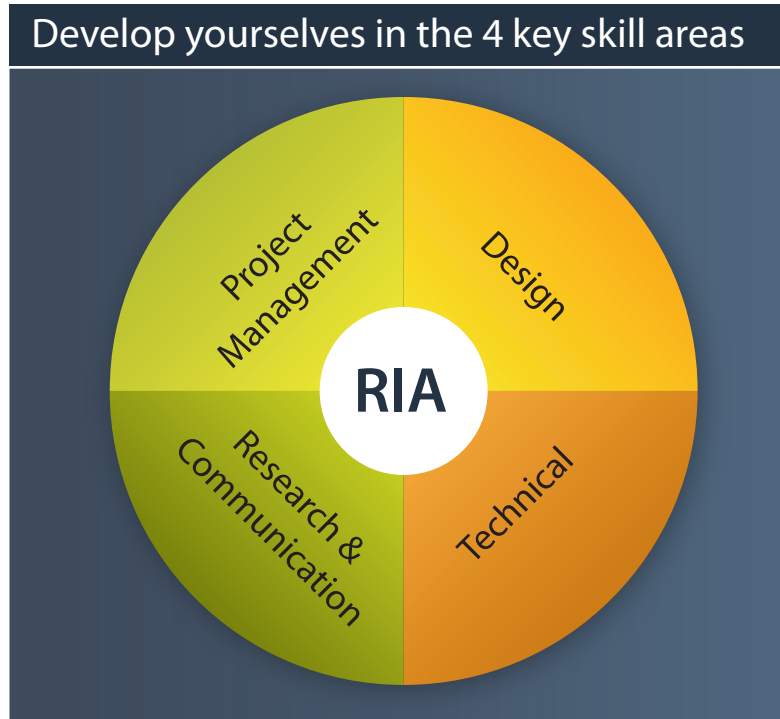 Develop yourselves in the 4 key skill areas
Project
Management
Design
RIA
Research &
Communication
Technical